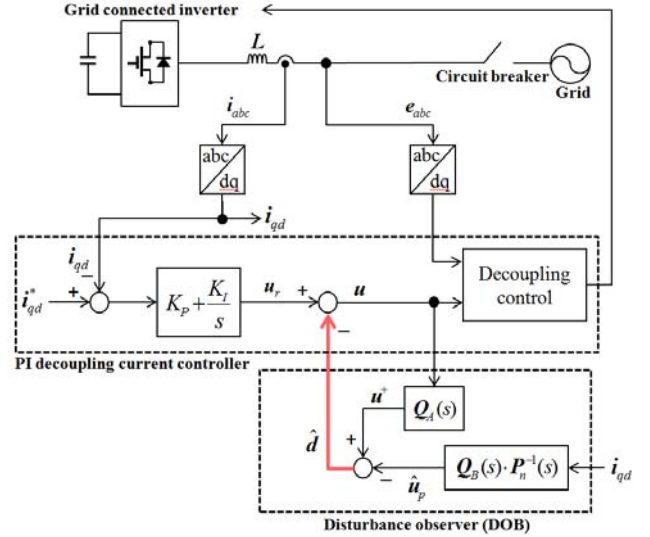 Grid connected inverter
L
Circuit breaker
Grid
i_abc
e_abc
abc
dq
abc
dq
i_qd
i_qd
−
i*_qd
+
K_P + K_I/s
u_r
+
−
u
Decoupling
control
PI decoupling current controller
u⁺
Q_A(s)
d̂
+
−
û_p
Q_B(s)·P_n⁻¹(s)
i_qd
Disturbance observer (DOB)